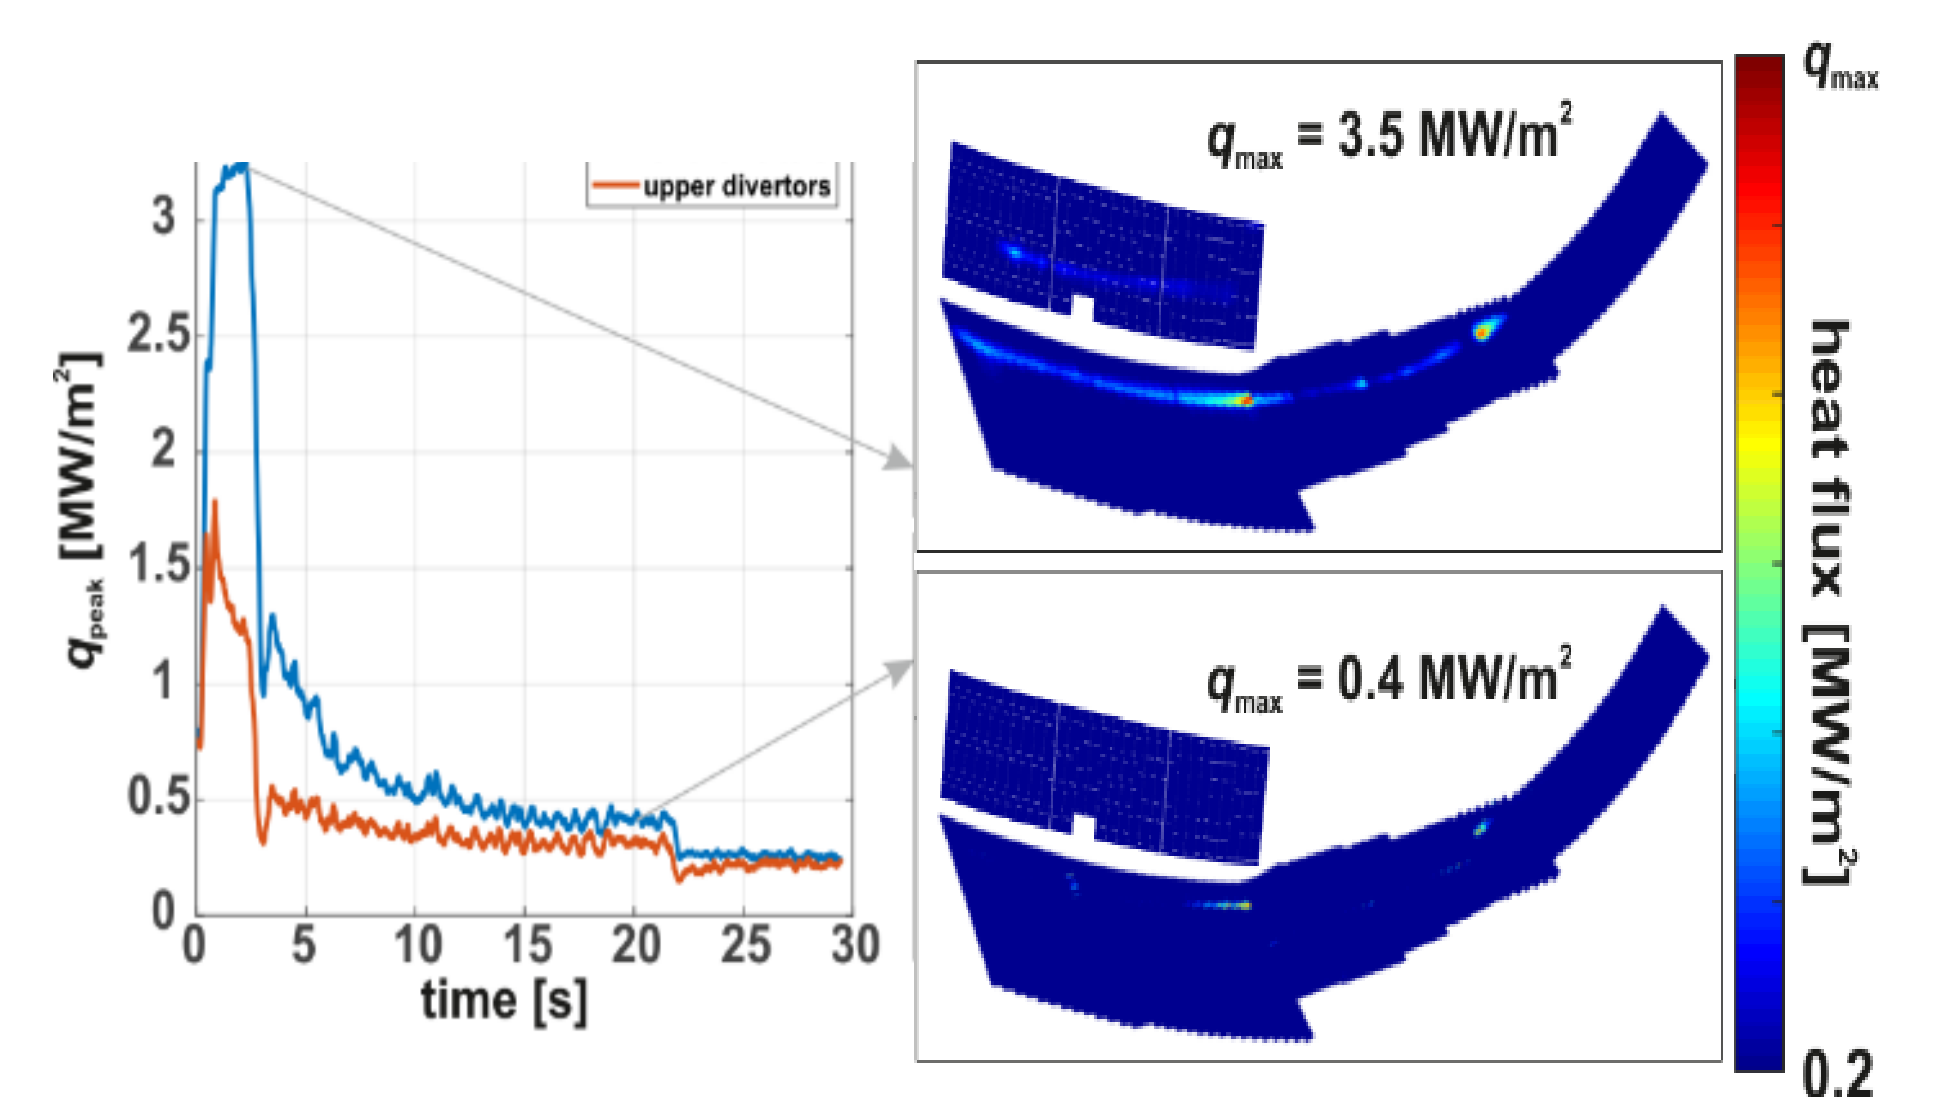 upper divertors
3
2.5
2
1.5
1
0.5
0
0 5 10 15 20 25 30
time [s]
q_peak [MW/m²]
q_max = 3.5 MW/m²
q_max = 0.4 MW/m²
q_max
heat flux [MW/m²]
0.2